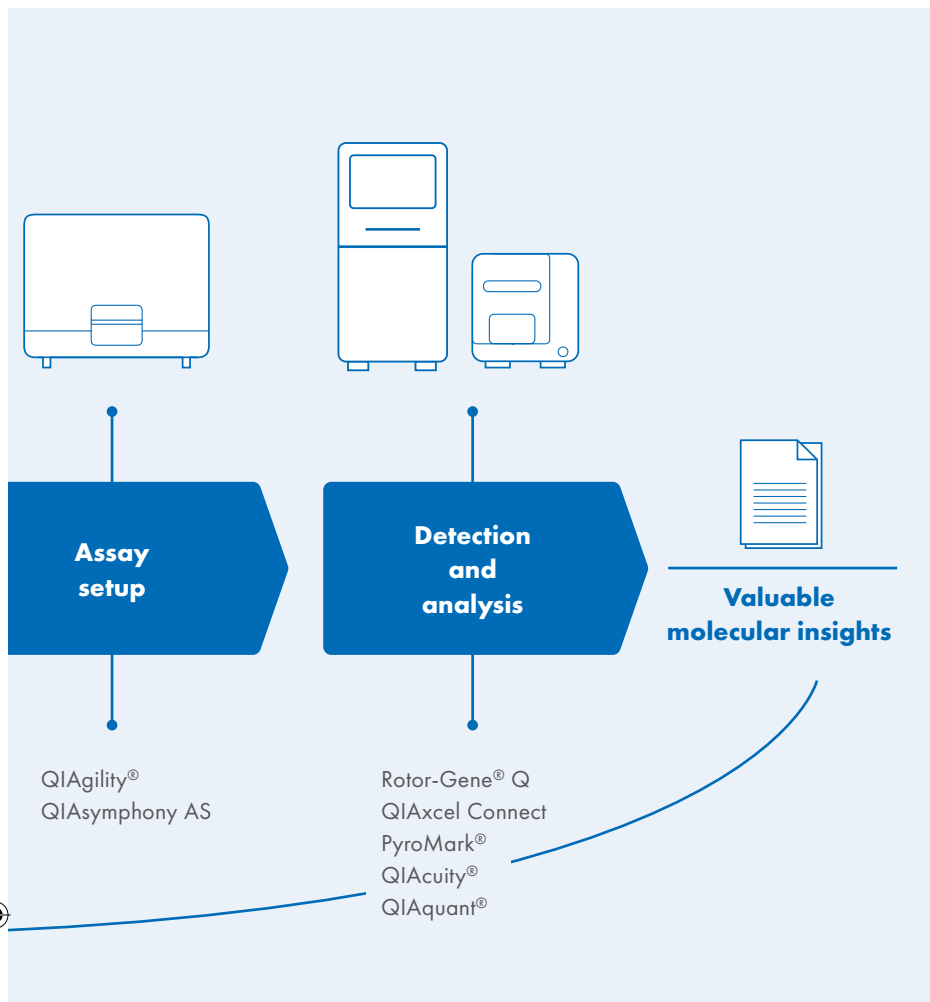 Assay
setup
Detection
and
analysis
Valuable
molecular insights
QIAgility®
QIAsymphony AS
Rotor-Gene® Q
QIAxcel Connect
PyroMark®
QIAcuity®
QIAquant®